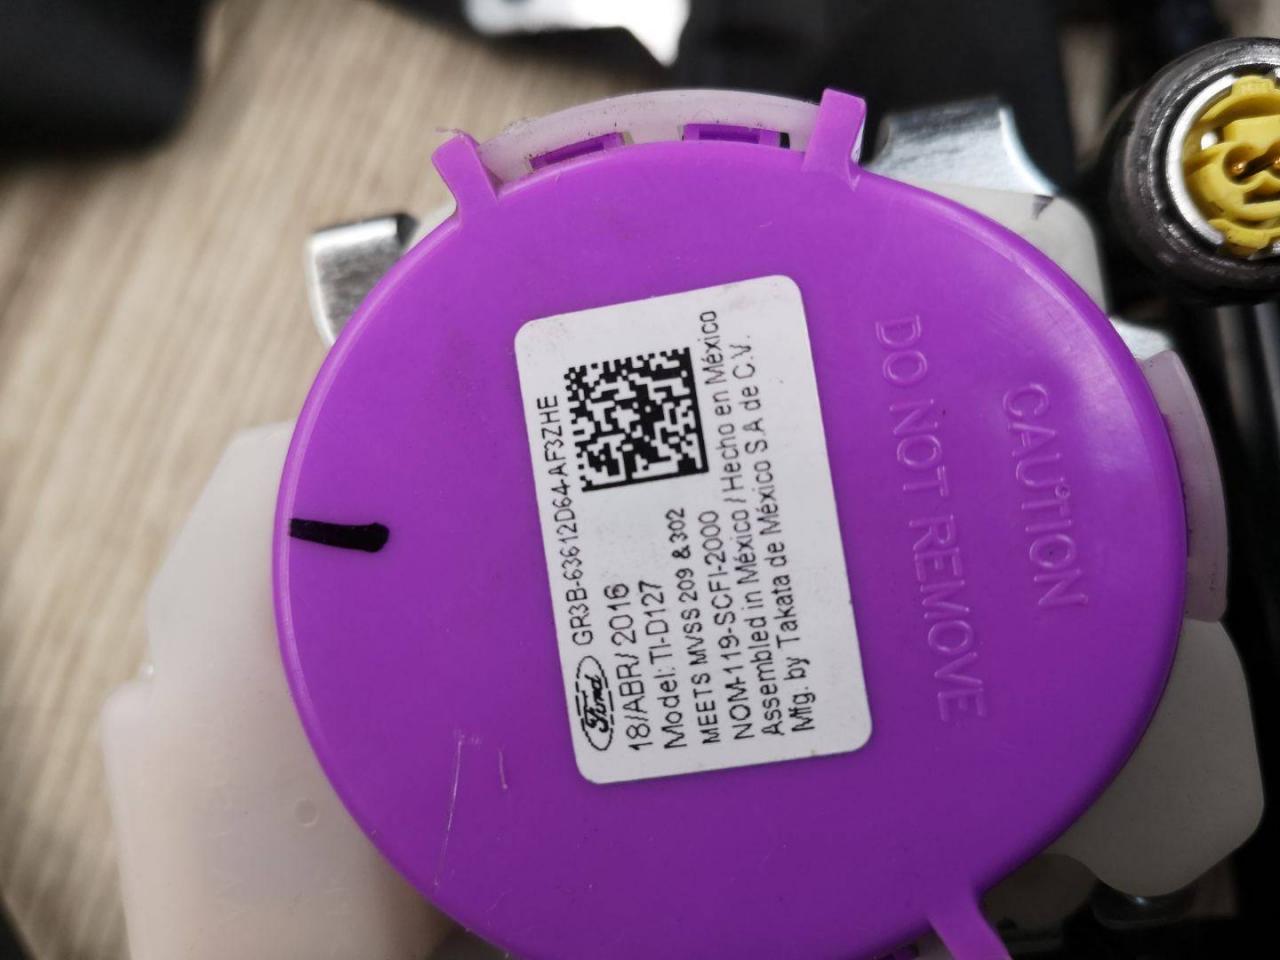 Ford GR3B-63612D64-AF3ZHE
18/ABR/ 2016
Model: TI-D127
MEETS MVSS 209 &302
NOM-119-SCFI-2000
Assembled in México / Hecho en México
Mfg. by Takata de México S.A de C.V.
DO NOT REMOVE
CAUTION